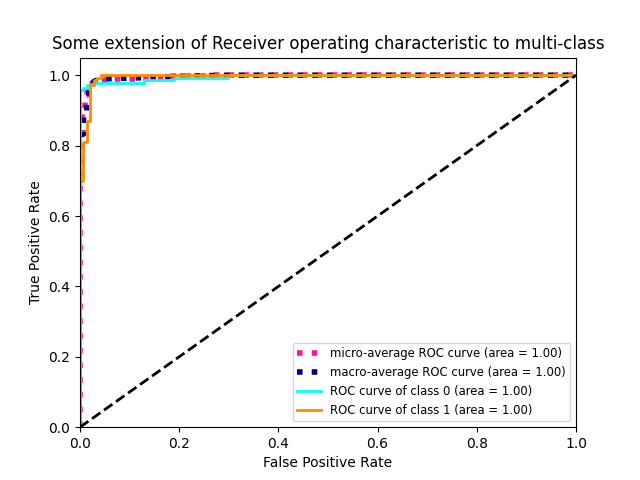 Some extension of Receiver operating characteristic to multi-class
1.0
0.8
0.6
0.4
0.2
0.0
True Positive Rate
micro-average ROC curve (area = 1.00)
macro-average ROC curve (area = 1.00)
ROC curve of class 0 (area = 1.00)
ROC curve of class 1 (area = 1.00)
0.0 0.2 0.4 0.6 0.8 1.0
False Positive Rate